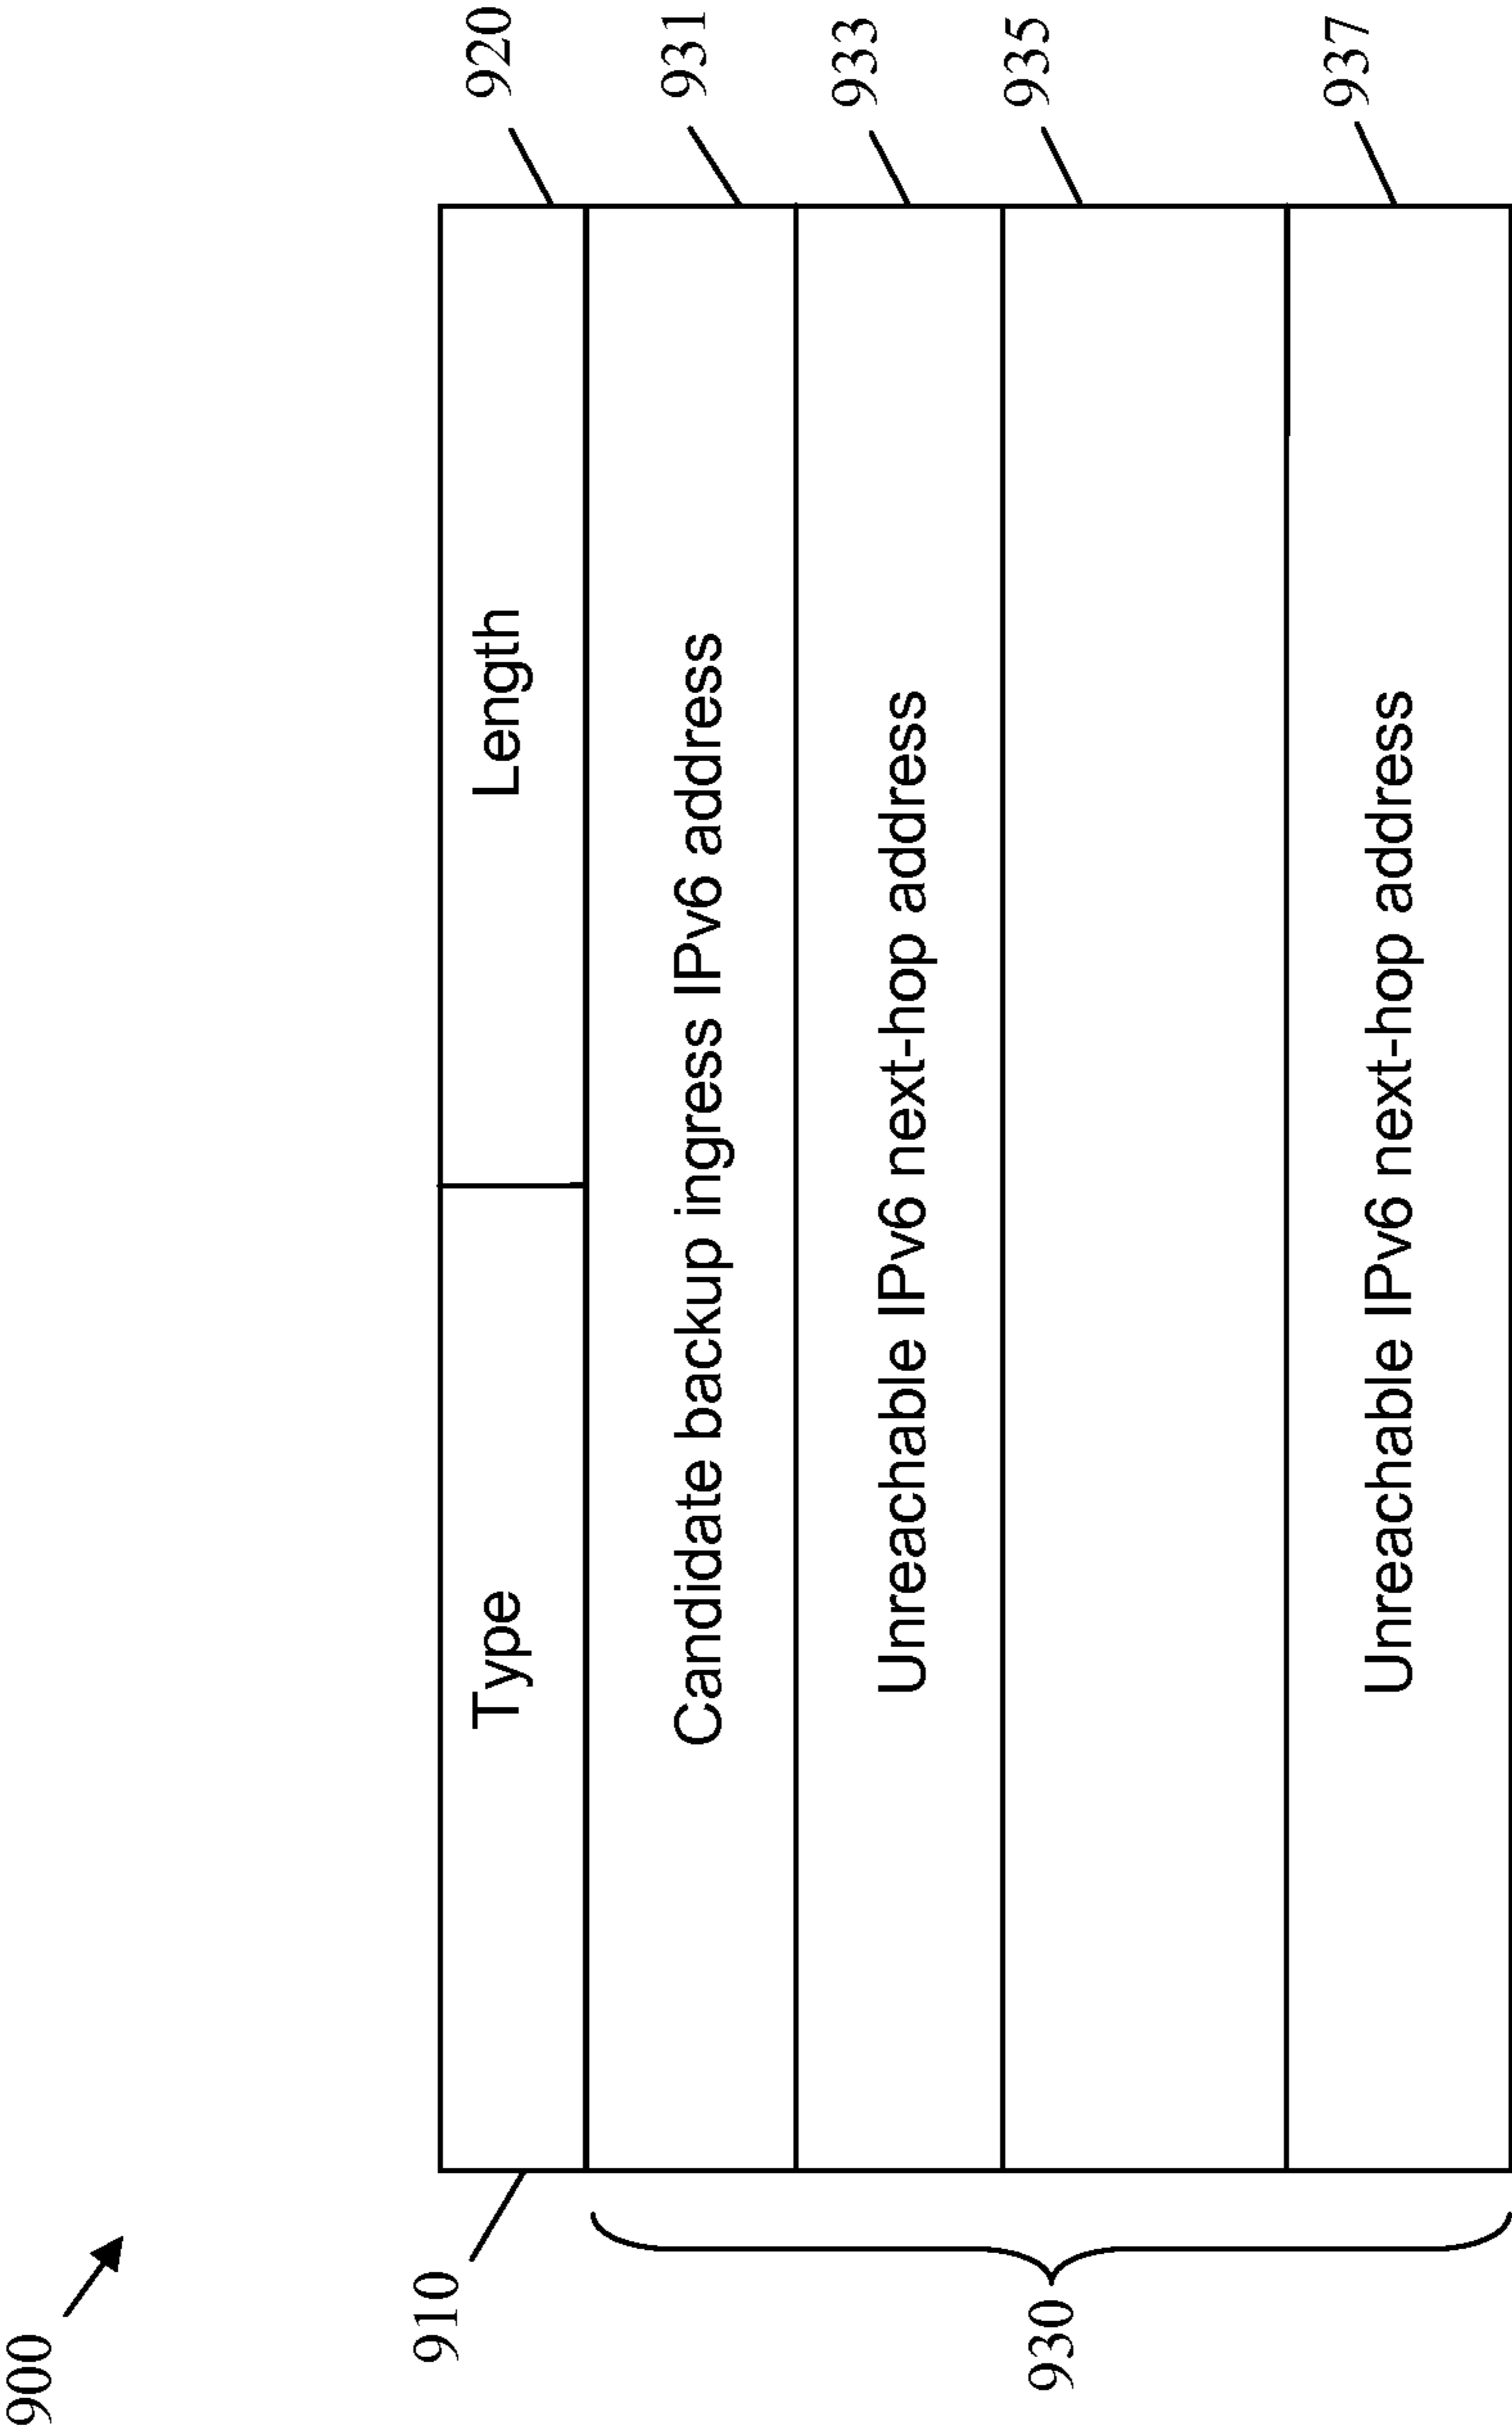 900
910
Type
Length
920
Candidate backup ingress IPv6 address
931
Unreachable IPv6 next-hop address
933
930
935
Unreachable IPv6 next-hop address
937